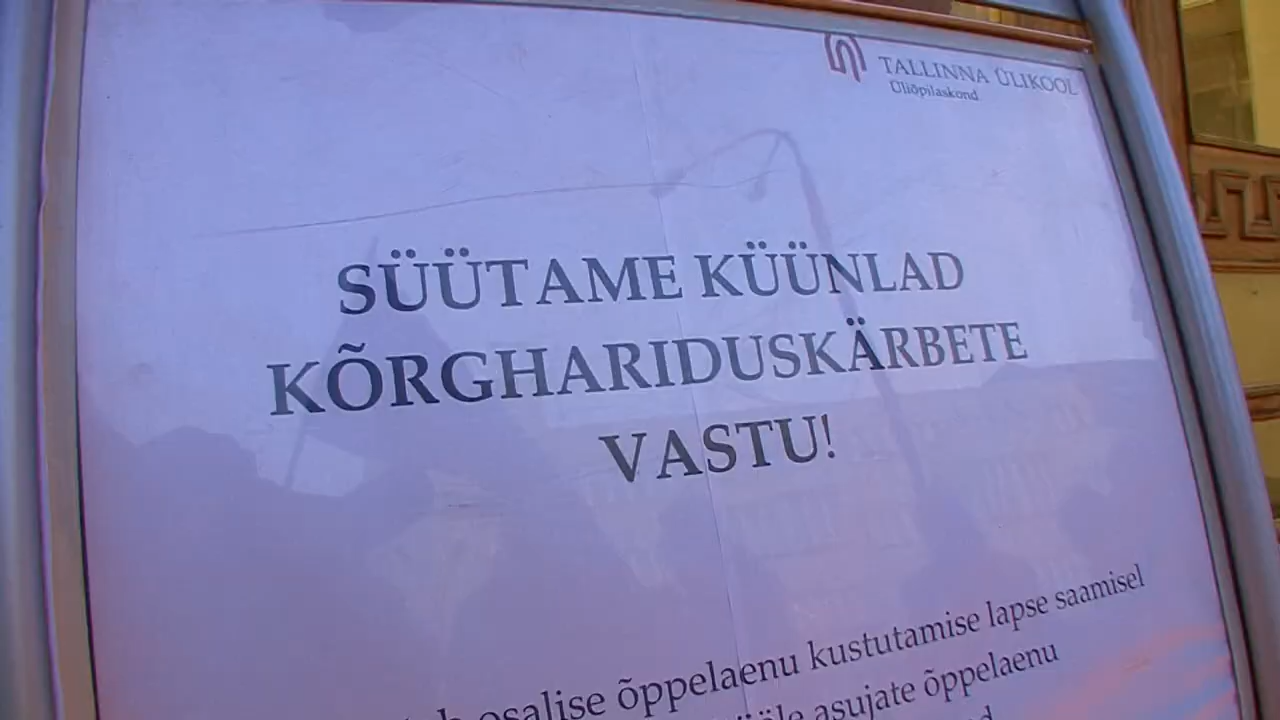 TALLINNA ÜLIKOOL
Üliõpilaskond
SÜÜTAME KÜÜNLAD
KÕRGHARIDUSKÄRBETE
VASTU!
osalise õppelaenu kustutamise lapse saamisel
asujate õppelaenu